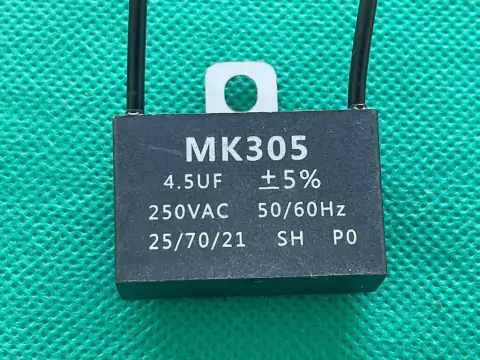 MK305
4.5UF ±5%
250VAC 50/60Hz
25/70/21 SH P0